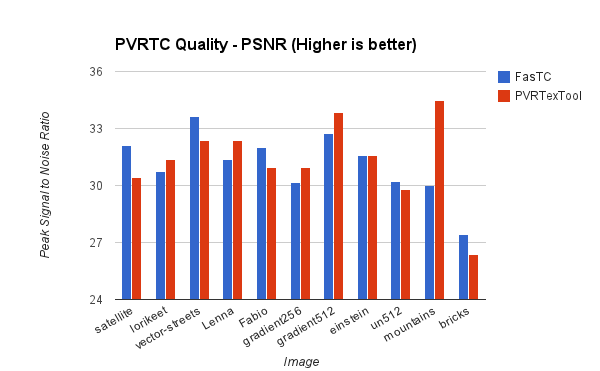 PVRTC Quality - PSNR (Higher is better)
FasTC
PVRTexTool
Peak Signal to Noise Ratio
36
33
30
27
24
satellite
lorikeet
vector-streets
Lenna
Fabio
gradient256
gradient512
einstein
un512
mountains
bricks
Image